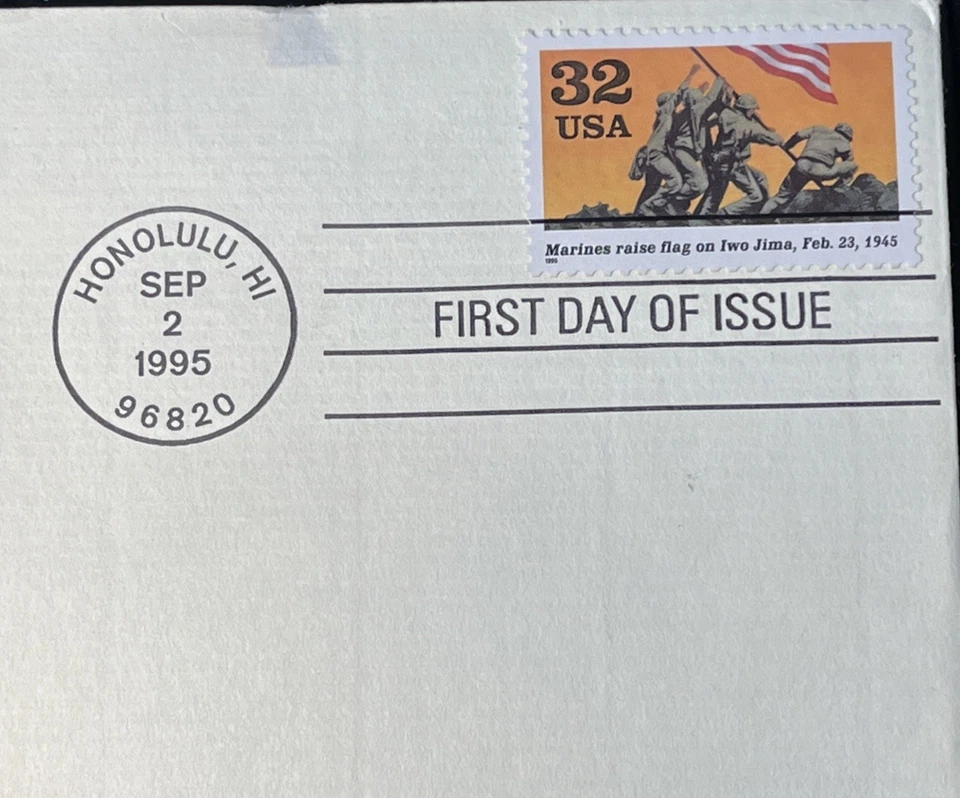 32
USA
Marines raise flag on Iwo Jima, Feb. 23, 1945
1995
HONOLULU, HI
SEP
2
1995
96820
FIRST DAY OF ISSUE